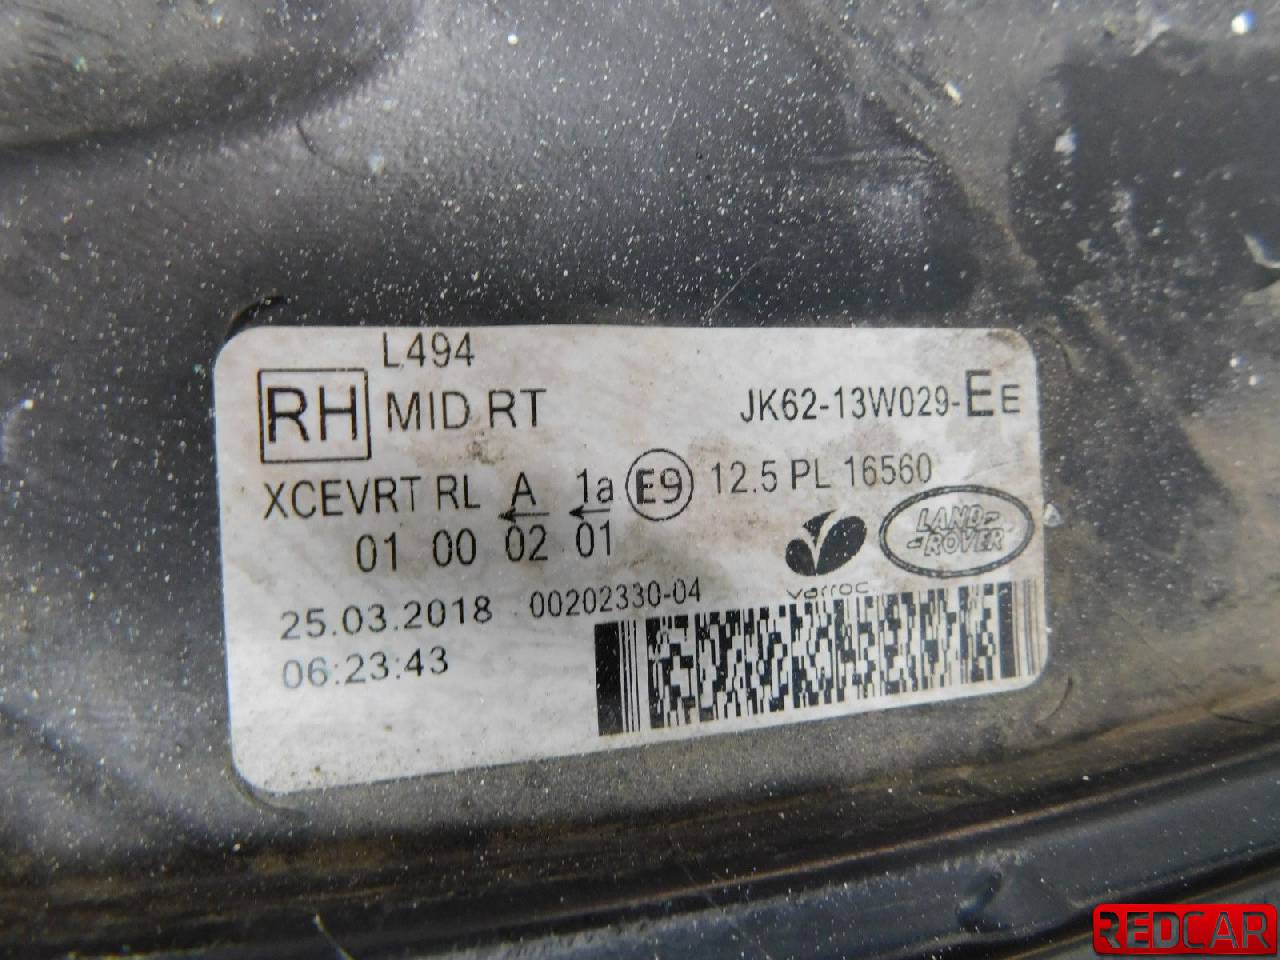 L494
RH MID RT JK62-13W029-EE
XCEVRT RL A 1a E9 12.5 PL 16560
01 00 02 01
LAND-
-ROVER
varroc
25.03.2018 00202330-04
06:23:43
REDCAR